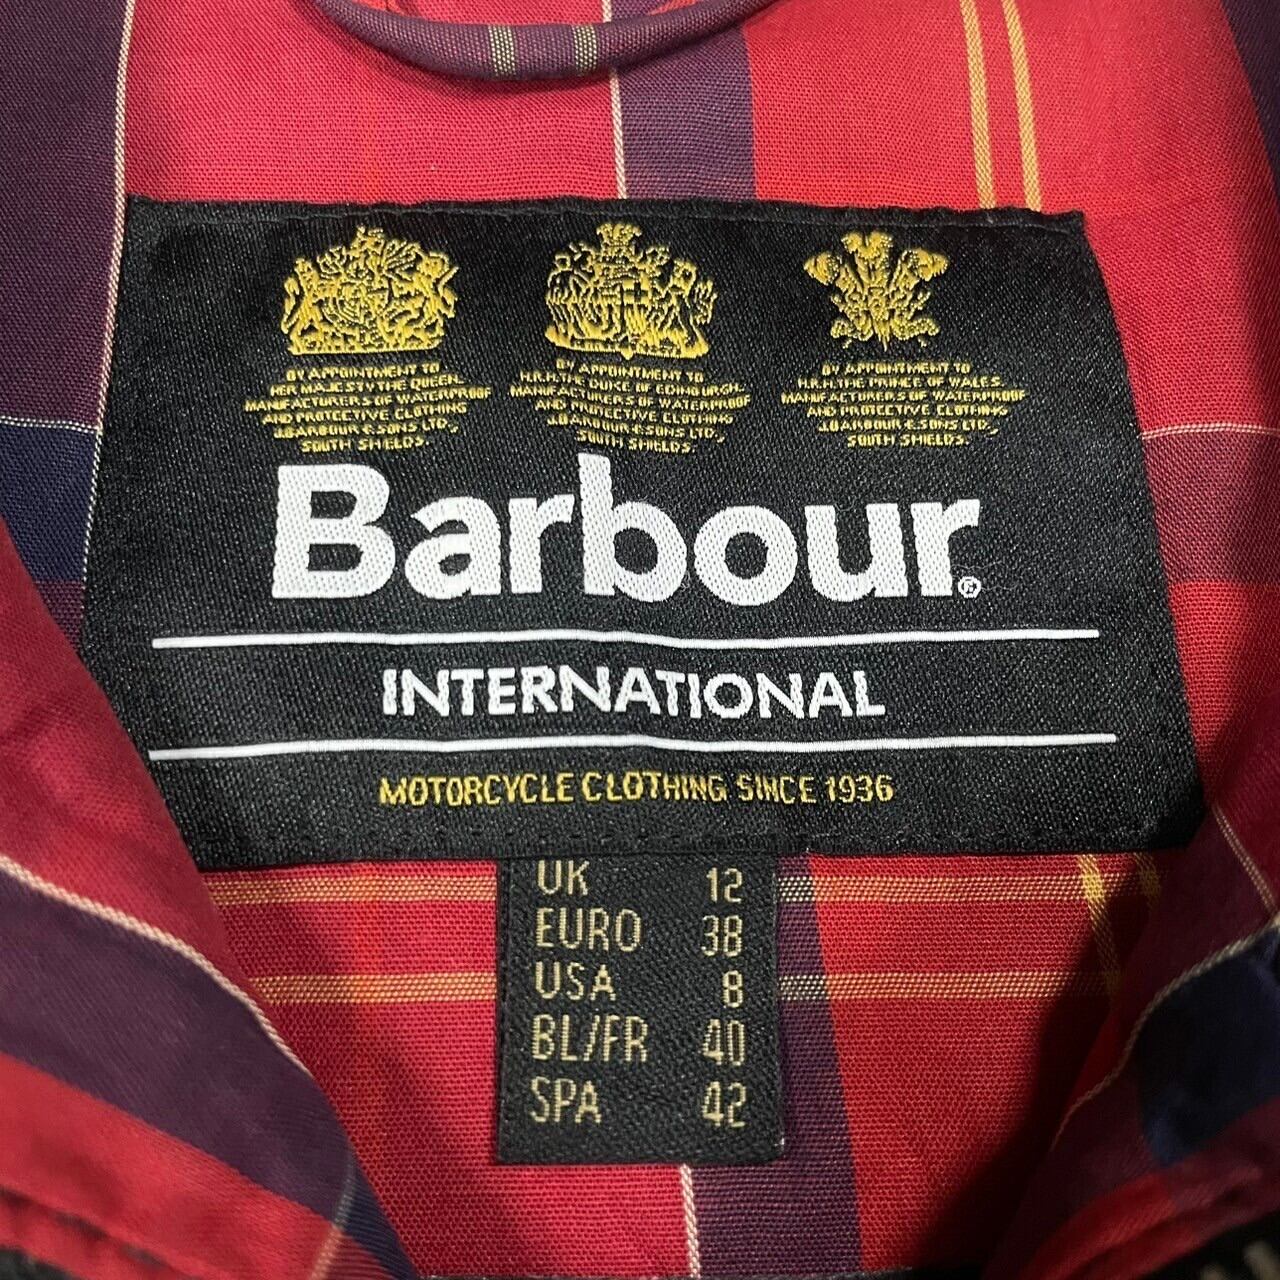 BY APPOINTMENT TO
HER MAJESTY THE QUEEN.
MANUFACTURERS OF WATERPROOF
AND PROTECTIVE CLOTHING
J.BARBOUR & SONS LTD.,
SOUTH SHIELDS.
BY APPOINTMENT TO
H.R.H. THE DUKE OF EDINBURGH.
MANUFACTURERS OF WATERPROOF
AND PROTECTIVE CLOTHING
J.BARBOUR & SONS LTD.,
SOUTH SHIELDS.
BY APPOINTMENT TO
H.R.H. THE PRINCE OF WALES.
MANUFACTURERS OF WATERPROOF
AND PROTECTIVE CLOTHING
J.BARBOUR & SONS LTD.,
SOUTH SHIELDS.
Barbour®
INTERNATIONAL
MOTORCYCLE CLOTHING SINCE 1936
UK 12
EURO 38
USA 8
BL/FR 40
SPA 42